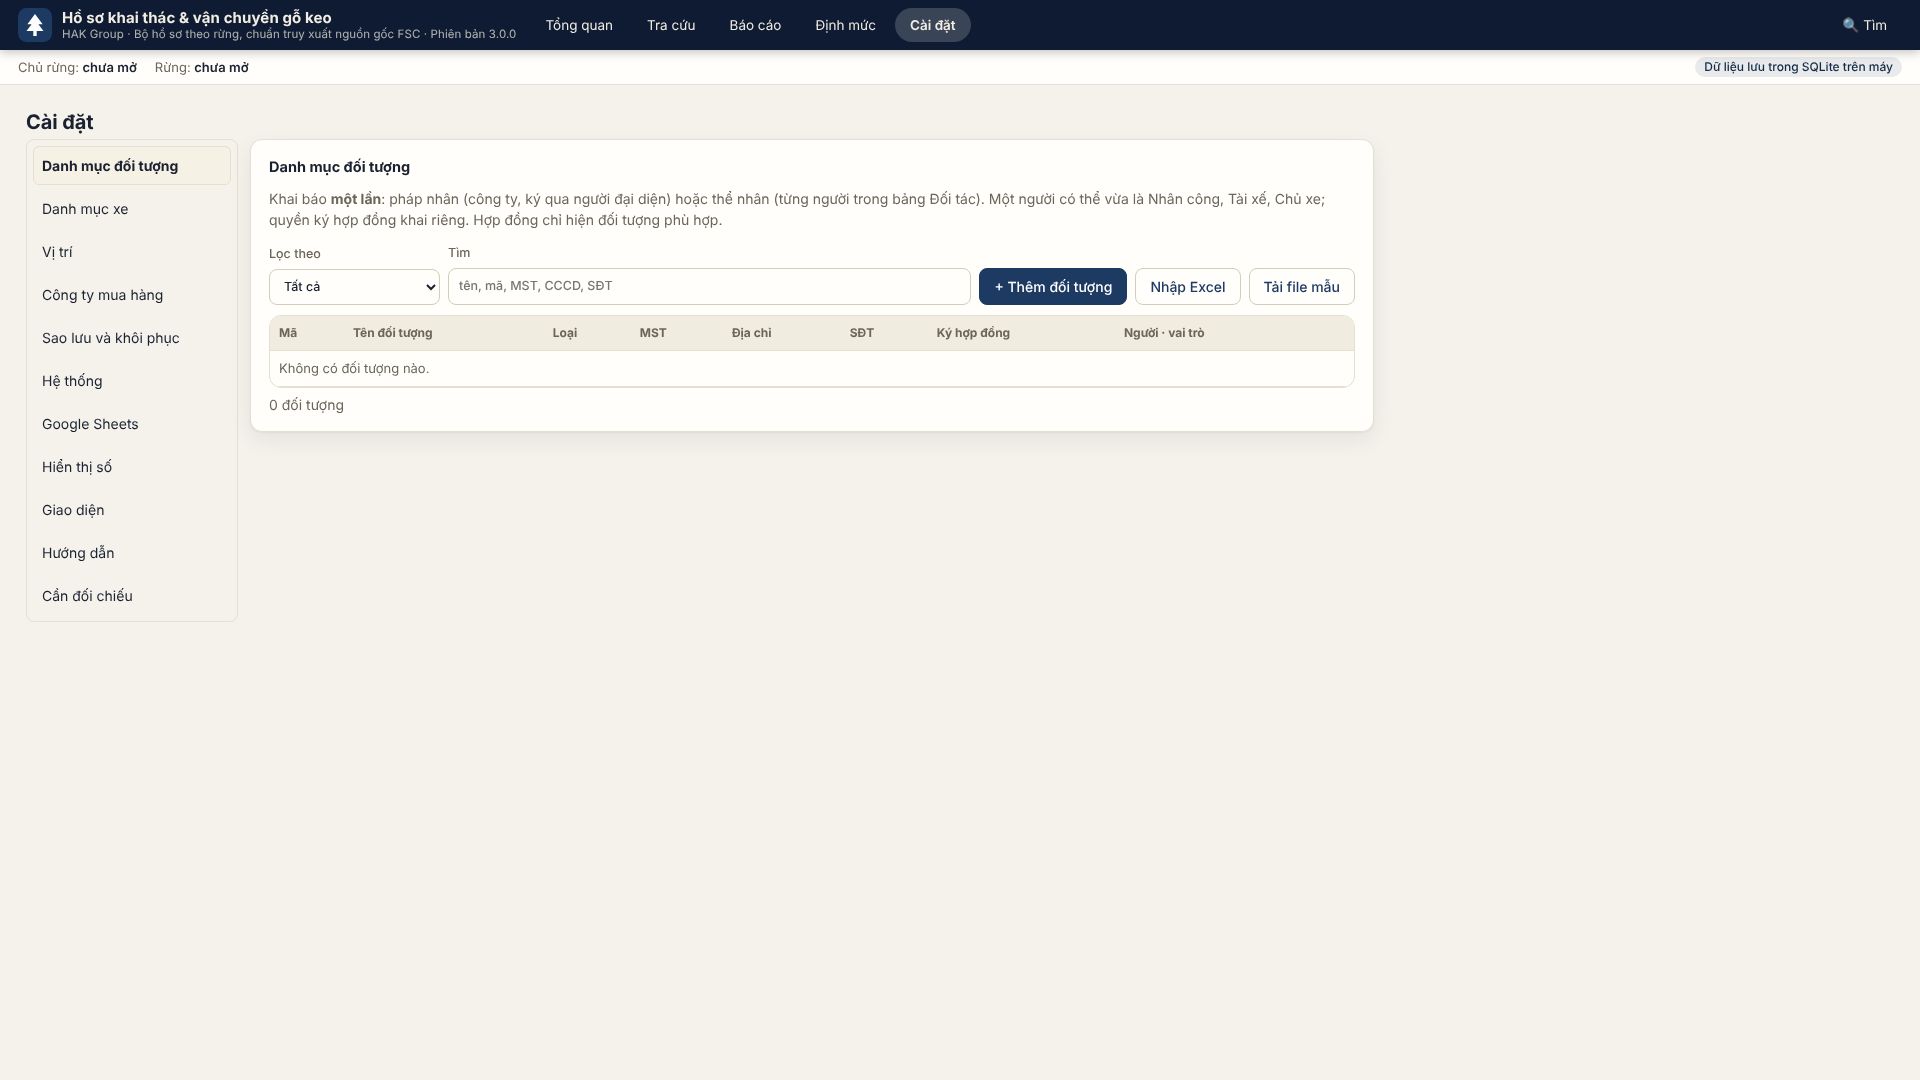 Hồ sơ khai thác & vận chuyển gỗ keo
HAK Group · Bộ hồ sơ theo rừng, chuẩn truy xuất nguồn gốc FSC · Phiên bản 3.0.0
Tổng quan
Tra cứu
Báo cáo
Định mức
Cài đặt
🔍 Tìm
Chủ rừng: chưa mở Rừng: chưa mở
Dữ liệu lưu trong SQLite trên máy
Cài đặt
Danh mục đối tượng
Danh mục xe
Vị trí
Công ty mua hàng
Sao lưu và khôi phục
Hệ thống
Google Sheets
Hiển thị số
Giao diện
Hướng dẫn
Cần đối chiếu
Danh mục đối tượng
Khai báo một lần: pháp nhân (công ty, ký qua người đại diện) hoặc thể nhân (từng người trong bảng Đối tác). Một người có thể vừa là Nhân công, Tài xế, Chủ xe;
quyền ký hợp đồng khai riêng. Hợp đồng chỉ hiện đối tượng phù hợp.
Lọc theo
Tìm
Tất cả
tên, mã, MST, CCCD, SĐT
+ Thêm đối tượng
Nhập Excel
Tải file mẫu
Mã Tên đối tượng Loại MST Địa chỉ SĐT Ký hợp đồng Người · vai trò
Không có đối tượng nào.
0 đối tượng